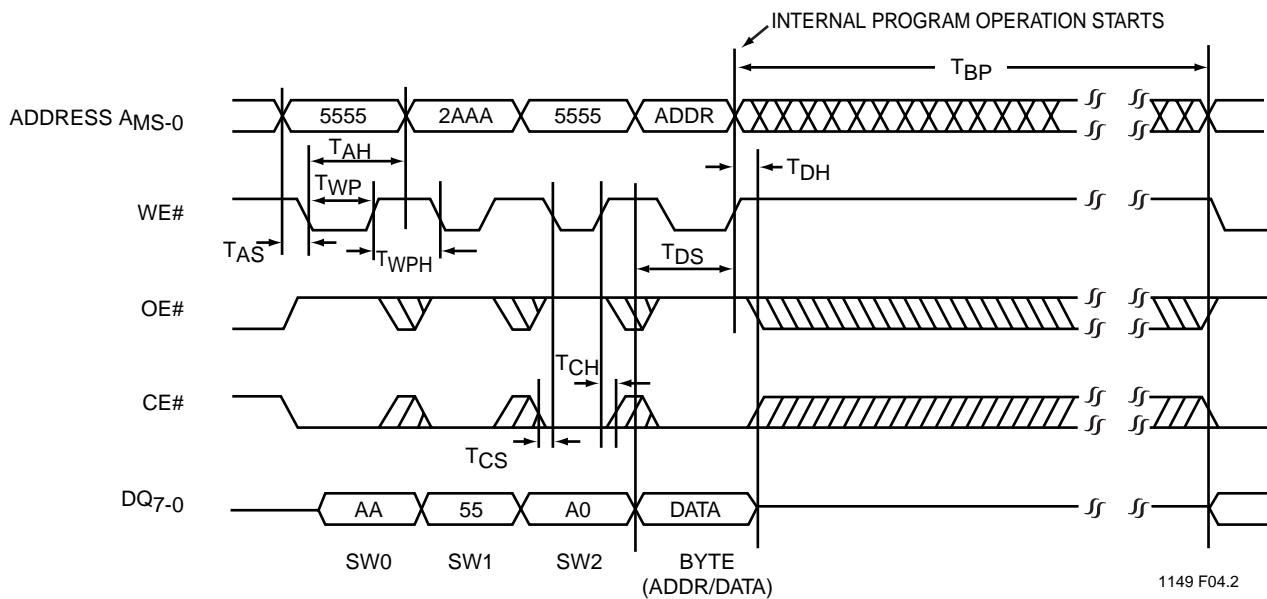 INTERNAL PROGRAM OPERATION STARTS
TBP
ADDRESS AMS-0
5555
2AAA
5555
ADDR
TAH
TDH
TWP
WE#
TAS
TWPH
TDS
OE#
TCH
CE#
TCS
DQ7-0
AA
55
A0
DATA
SW0
SW1
SW2
BYTE
(ADDR/DATA)
1149 F04.2